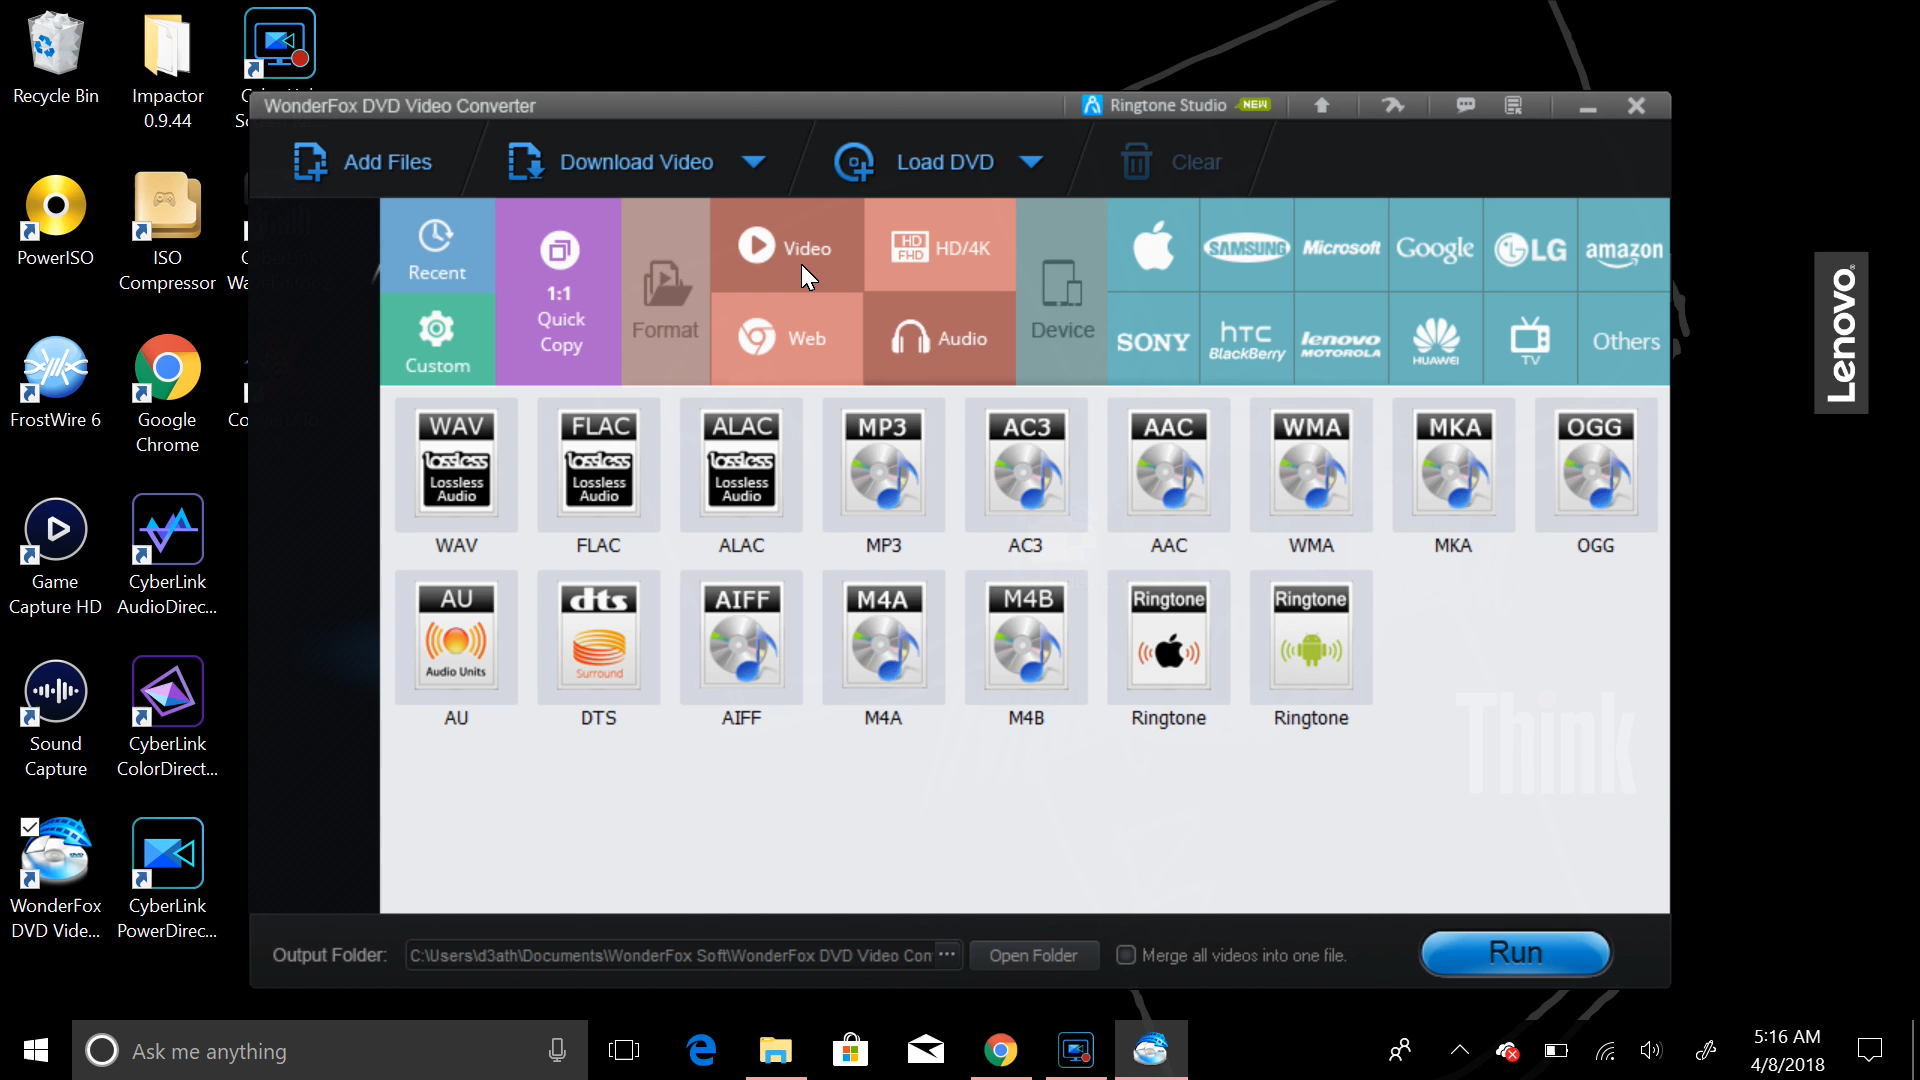 Recycle Bin
Impactor
0.9.44
PowerISO
ISO
Compressor
FrostWire 6
Google
Chrome
Game
Capture HD
CyberLink
AudioDirec...
Sound
Capture
CyberLink
ColorDirect...
WonderFox
DVD Vide...
CyberLink
PowerDirec...
WonderFox DVD Video Converter
Ringtone Studio NEW
Add Files
Download Video
Load DVD
Clear
Recent
Custom
1:1
Quick
Copy
Format
Video
HD
FHD
HD/4K
Web
Audio
Device
SAMSUNG
Microsoft
Google
LG
amazon
SONY
hTC
BlackBerry
lenovo
MOTOROLA
HUAWEI
TV
Others
WAV
lossless
Lossless
Audio
WAV
FLAC
lossless
Lossless
Audio
FLAC
ALAC
lossless
Lossless
Audio
ALAC
MP3
MP3
AC3
AC3
AAC
AAC
WMA
WMA
MKA
MKA
OGG
OGG
AU
Audio Units
AU
dts
Surround
DTS
AIFF
AIFF
M4A
M4A
M4B
M4B
Ringtone
Ringtone
Ringtone
Ringtone
Think
Output Folder:
C:\Users\d3ath\Documents\WonderFox Soft\WonderFox DVD Video Con
...
Open Folder
Merge all videos into one file.
Run
Lenovo
Ask me anything
5:16 AM
4/8/2018